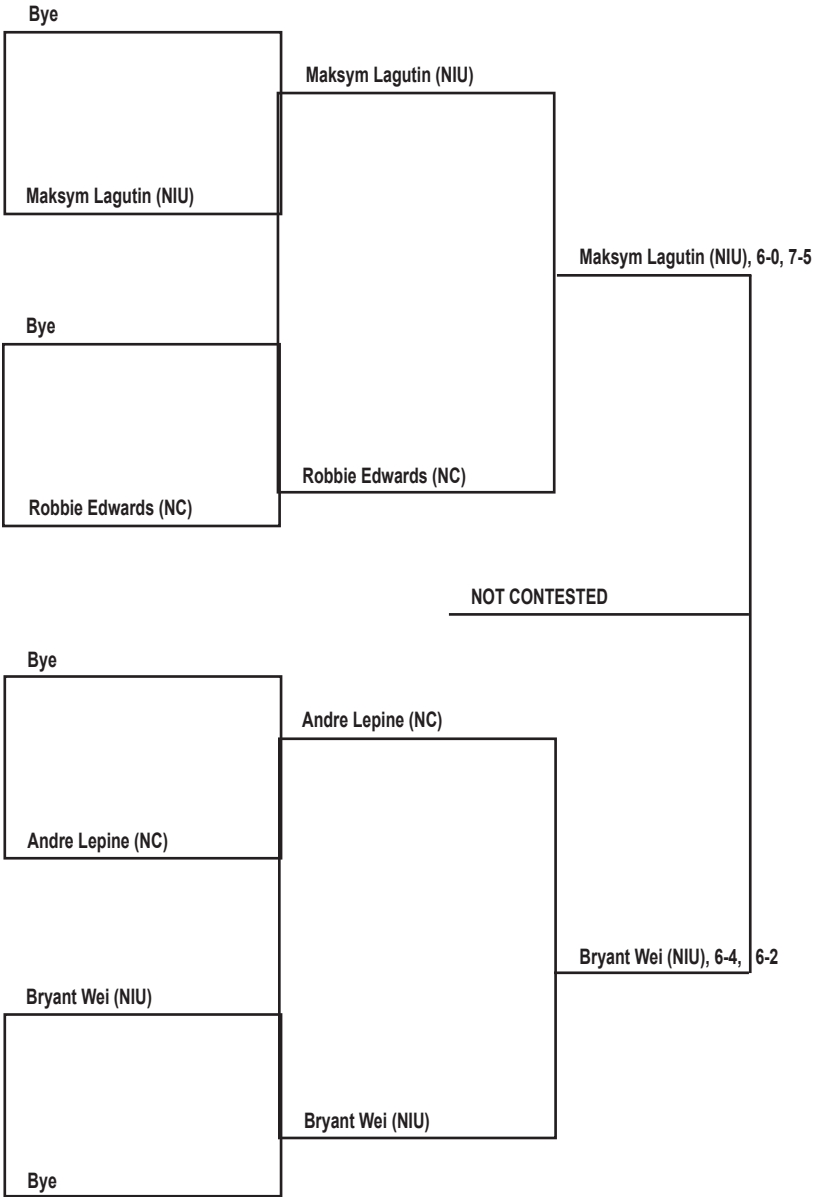 Bye
Maksym Lagutin (NIU)
Maksym Lagutin (NIU)
Maksym Lagutin (NIU), 6-0, 7-5
Bye
Robbie Edwards (NC)
Robbie Edwards (NC)
NOT CONTESTED
Bye
Andre Lepine (NC)
Andre Lepine (NC)
Bryant Wei (NIU), 6-4, 6-2
Bryant Wei (NIU)
Bryant Wei (NIU)
Bye